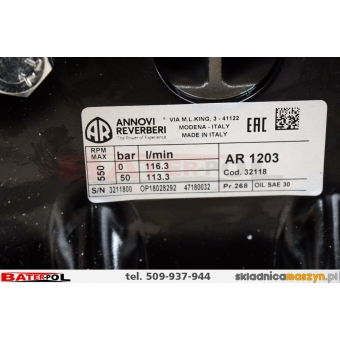 AR ANNOVI REVERBERI
The Power of Experience
VIA M.L.KING, 3 - 41122
MODENA - ITALY
MADE IN ITALY
EAC
RPM MAX 550
bar l/min
0 116.3
50 113.3
AR 1203
Cod. 32118
S/N 3211800 OP18028292 47180032 Pr.268 OIL SAE 30
BATER-POL
tel. 509-937-944
skladnicamaszyn.pl